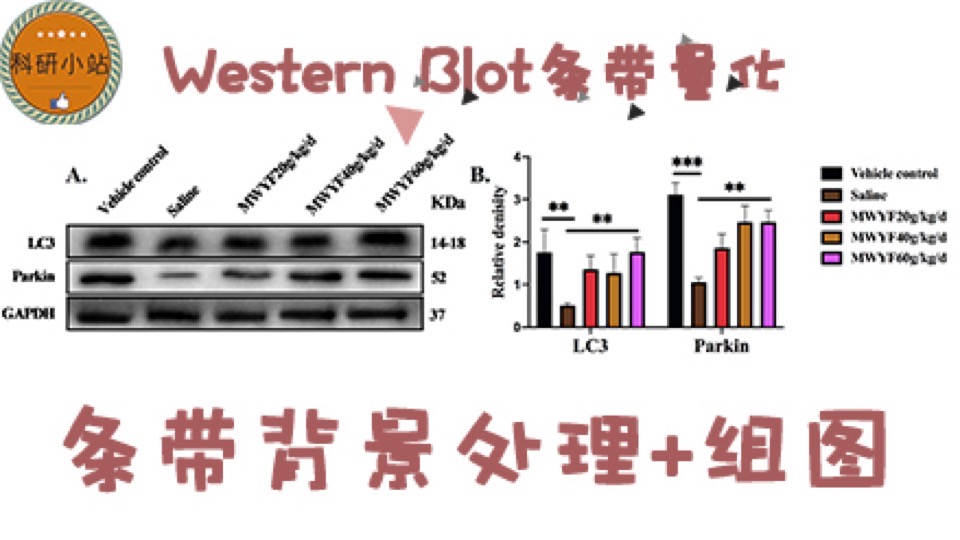 科研小站
Western Blot条带量化
A.
Vehicle control
Saline
MWYF20g/kg/d
MWYF40g/kg/d
MWYF60g/kg/d
KDa
LC3
14-18
Parkin
52
GAPDH
37
B.
Relative denisity
4
3
2
1
0
**
**
***
**
LC3
Parkin
Vehicle control
Saline
MWYF20g/kg/d
MWYF40g/kg/d
MWYF60g/kg/d
条带背景处理+组图